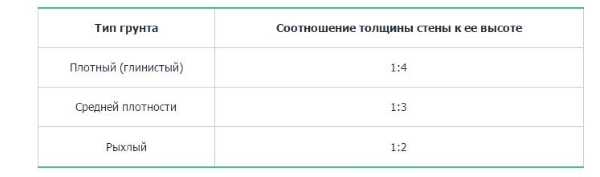 Тип грунта Соотношение толщины стены к ее высоте
Плотный (глинистый) 1:4
Средней плотности 1:3
Рыхлый 1:2